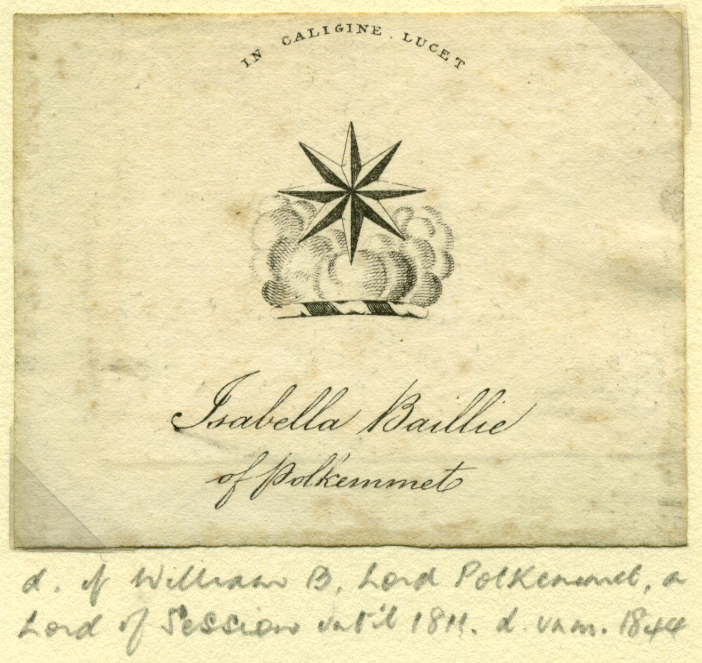 IN CALIGINE LUCET
Isabella Baillie
of Polkemmet
d. of William B, Lord Polkemmet, a
Lord of Session until 1811. d. unm. 1844